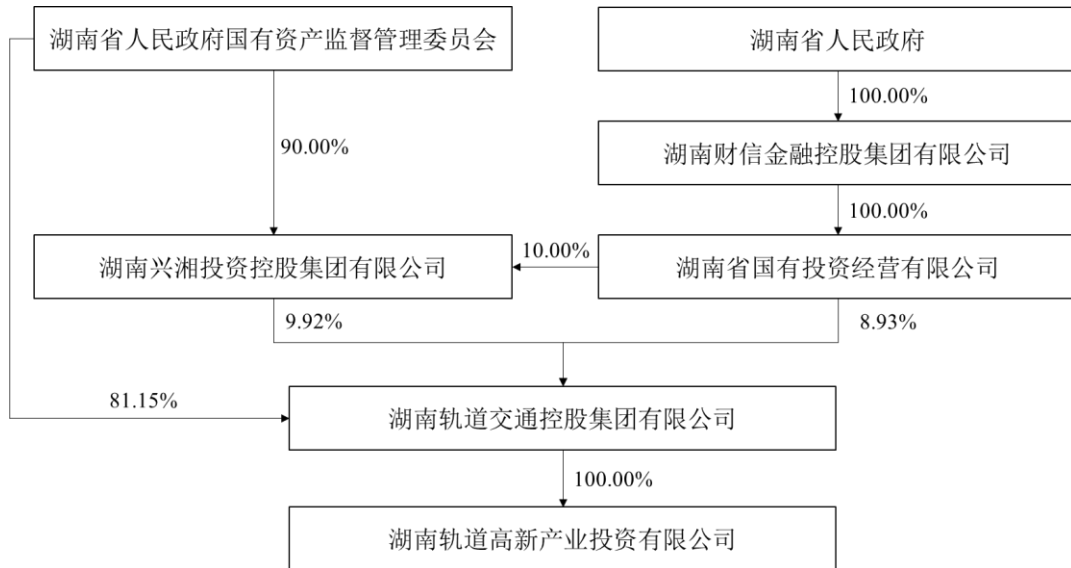 湖南省人民政府国有资产监督管理委员会
湖南省人民政府
100.00%
90.00%
湖南财信金融控股集团有限公司
100.00%
湖南兴湘投资控股集团有限公司
10.00%
湖南省国有投资经营有限公司
9.92%
8.93%
81.15%
湖南轨道交通控股集团有限公司
100.00%
湖南轨道高新产业投资有限公司